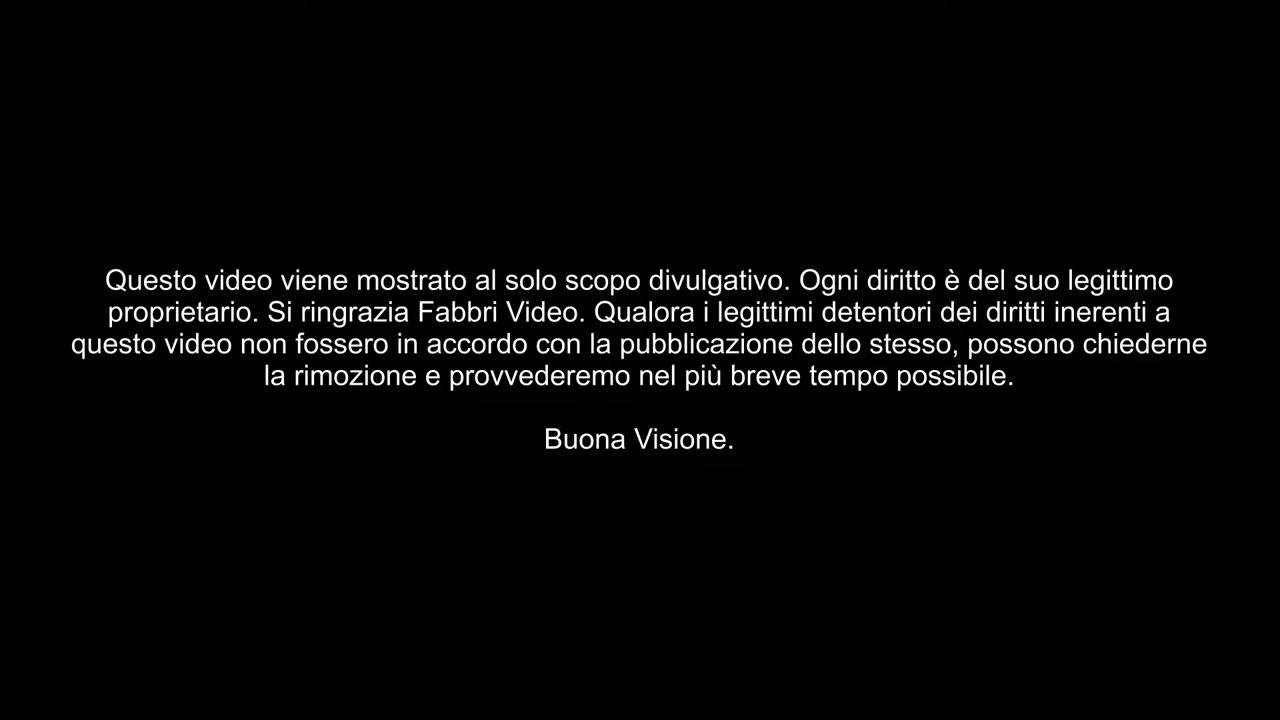 Questo video viene mostrato al solo scopo divulgativo. Ogni diritto è del suo legittimo
proprietario. Si ringrazia Fabbri Video. Qualora i legittimi detentori dei diritti inerenti a
questo video non fossero in accordo con la pubblicazione dello stesso, possono chiederne
la rimozione e provvederemo nel più breve tempo possibile.
Buona Visione.